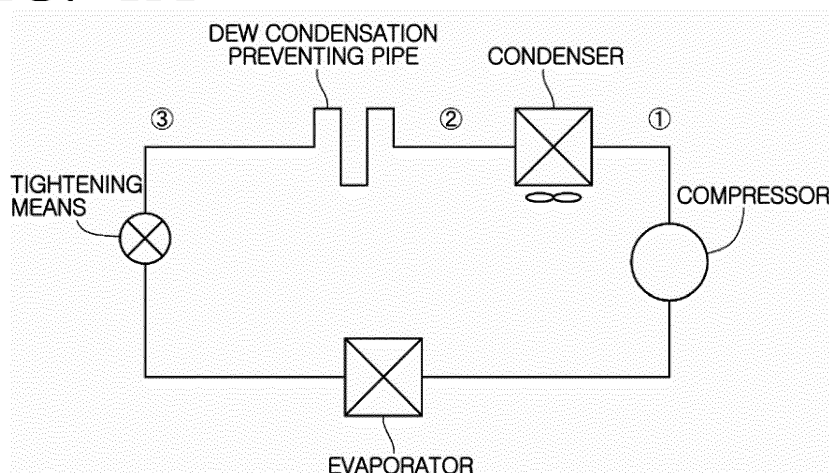 DEW CONDENSATION
PREVENTING PIPE
CONDENSER
③
②
①
TIGHTENING
MEANS
COMPRESSOR
EVAPORATOR